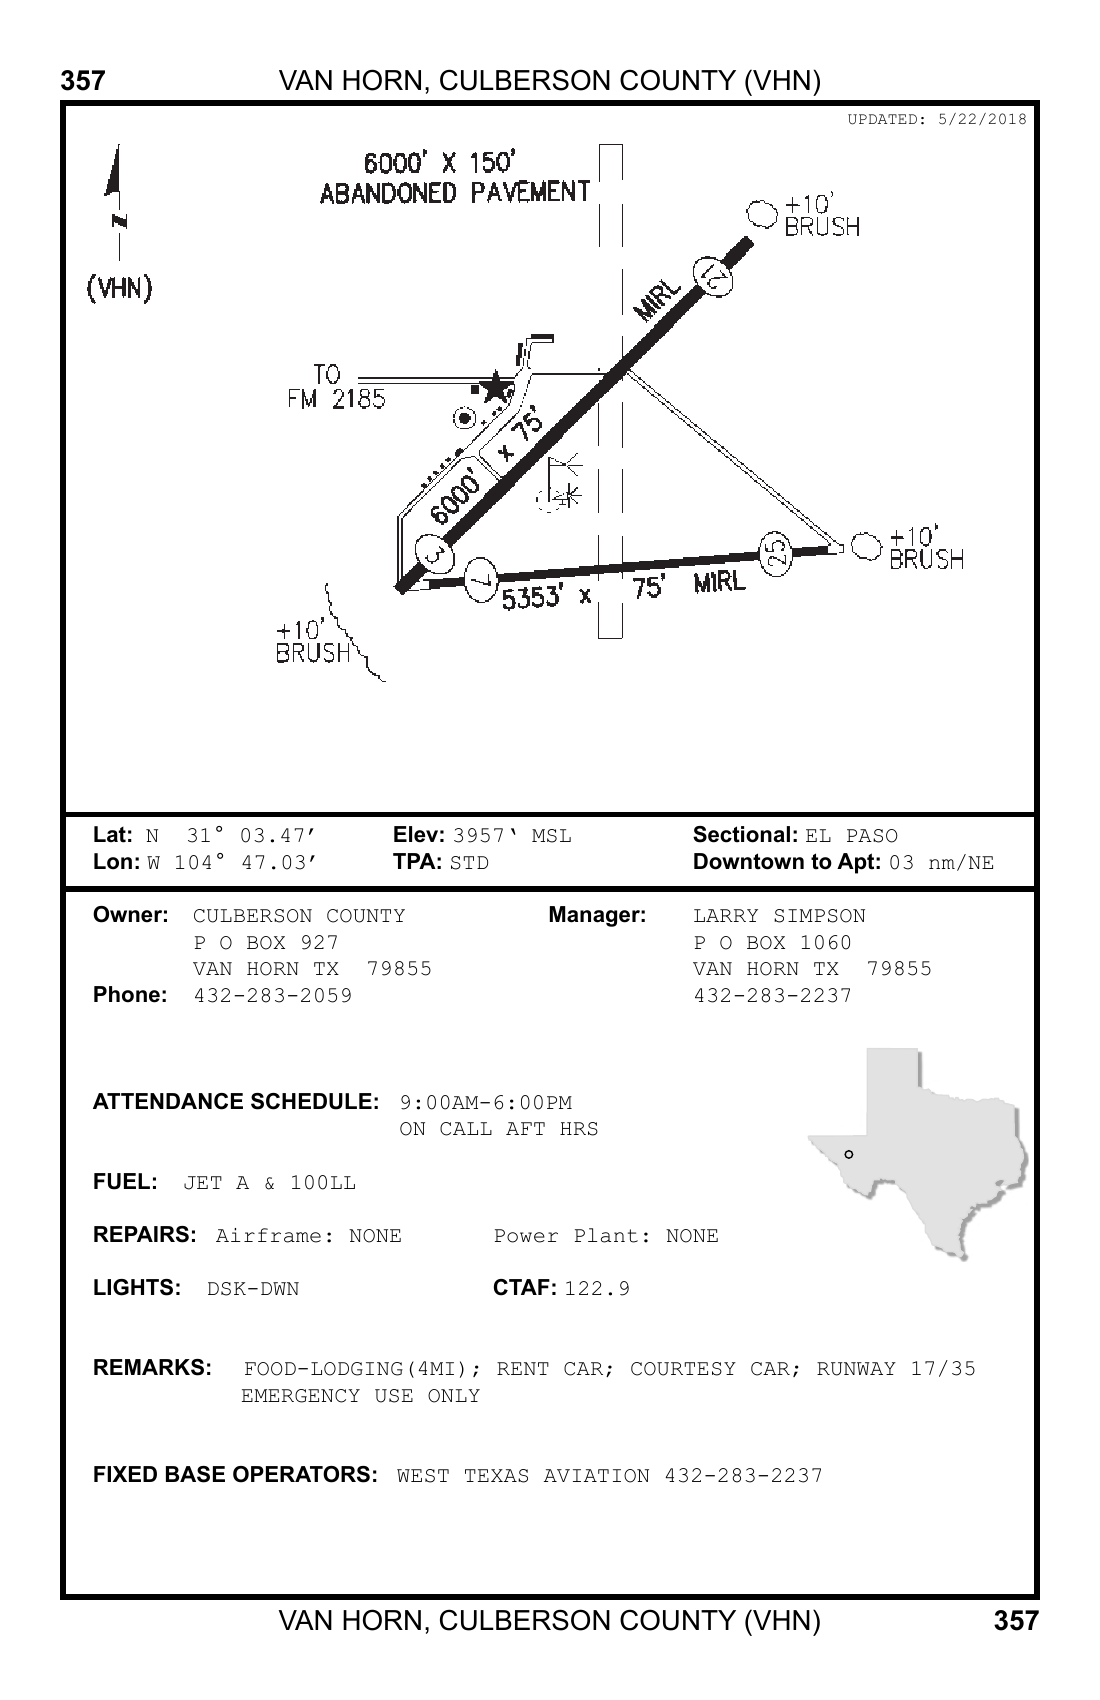 357 VAN HORN, CULBERSON COUNTY (VHN)
UPDATED: 5/22/2018
6000' X 150'
ABANDONED PAVEMENT
+10'
BRUSH
N
(VHN)
21
MIRL
TO
FM 2185
6000' x 75'
3
7
25
+10'
BRUSH
5353' x 75' MIRL
+10'
BRUSH
Lat: N 31° 03.47’ Elev: 3957‘ MSL Sectional: EL PASO
Lon: W 104° 47.03’ TPA: STD Downtown to Apt: 03 nm/NE
Owner: CULBERSON COUNTY Manager: LARRY SIMPSON
P O BOX 927 P O BOX 1060
VAN HORN TX 79855 VAN HORN TX 79855
Phone: 432-283-2059 432-283-2237
ATTENDANCE SCHEDULE: 9:00AM-6:00PM
ON CALL AFT HRS
FUEL: JET A & 100LL
REPAIRS: Airframe: NONE Power Plant: NONE
LIGHTS: DSK-DWN CTAF: 122.9
REMARKS: FOOD-LODGING(4MI); RENT CAR; COURTESY CAR; RUNWAY 17/35
EMERGENCY USE ONLY
FIXED BASE OPERATORS: WEST TEXAS AVIATION 432-283-2237
VAN HORN, CULBERSON COUNTY (VHN) 357